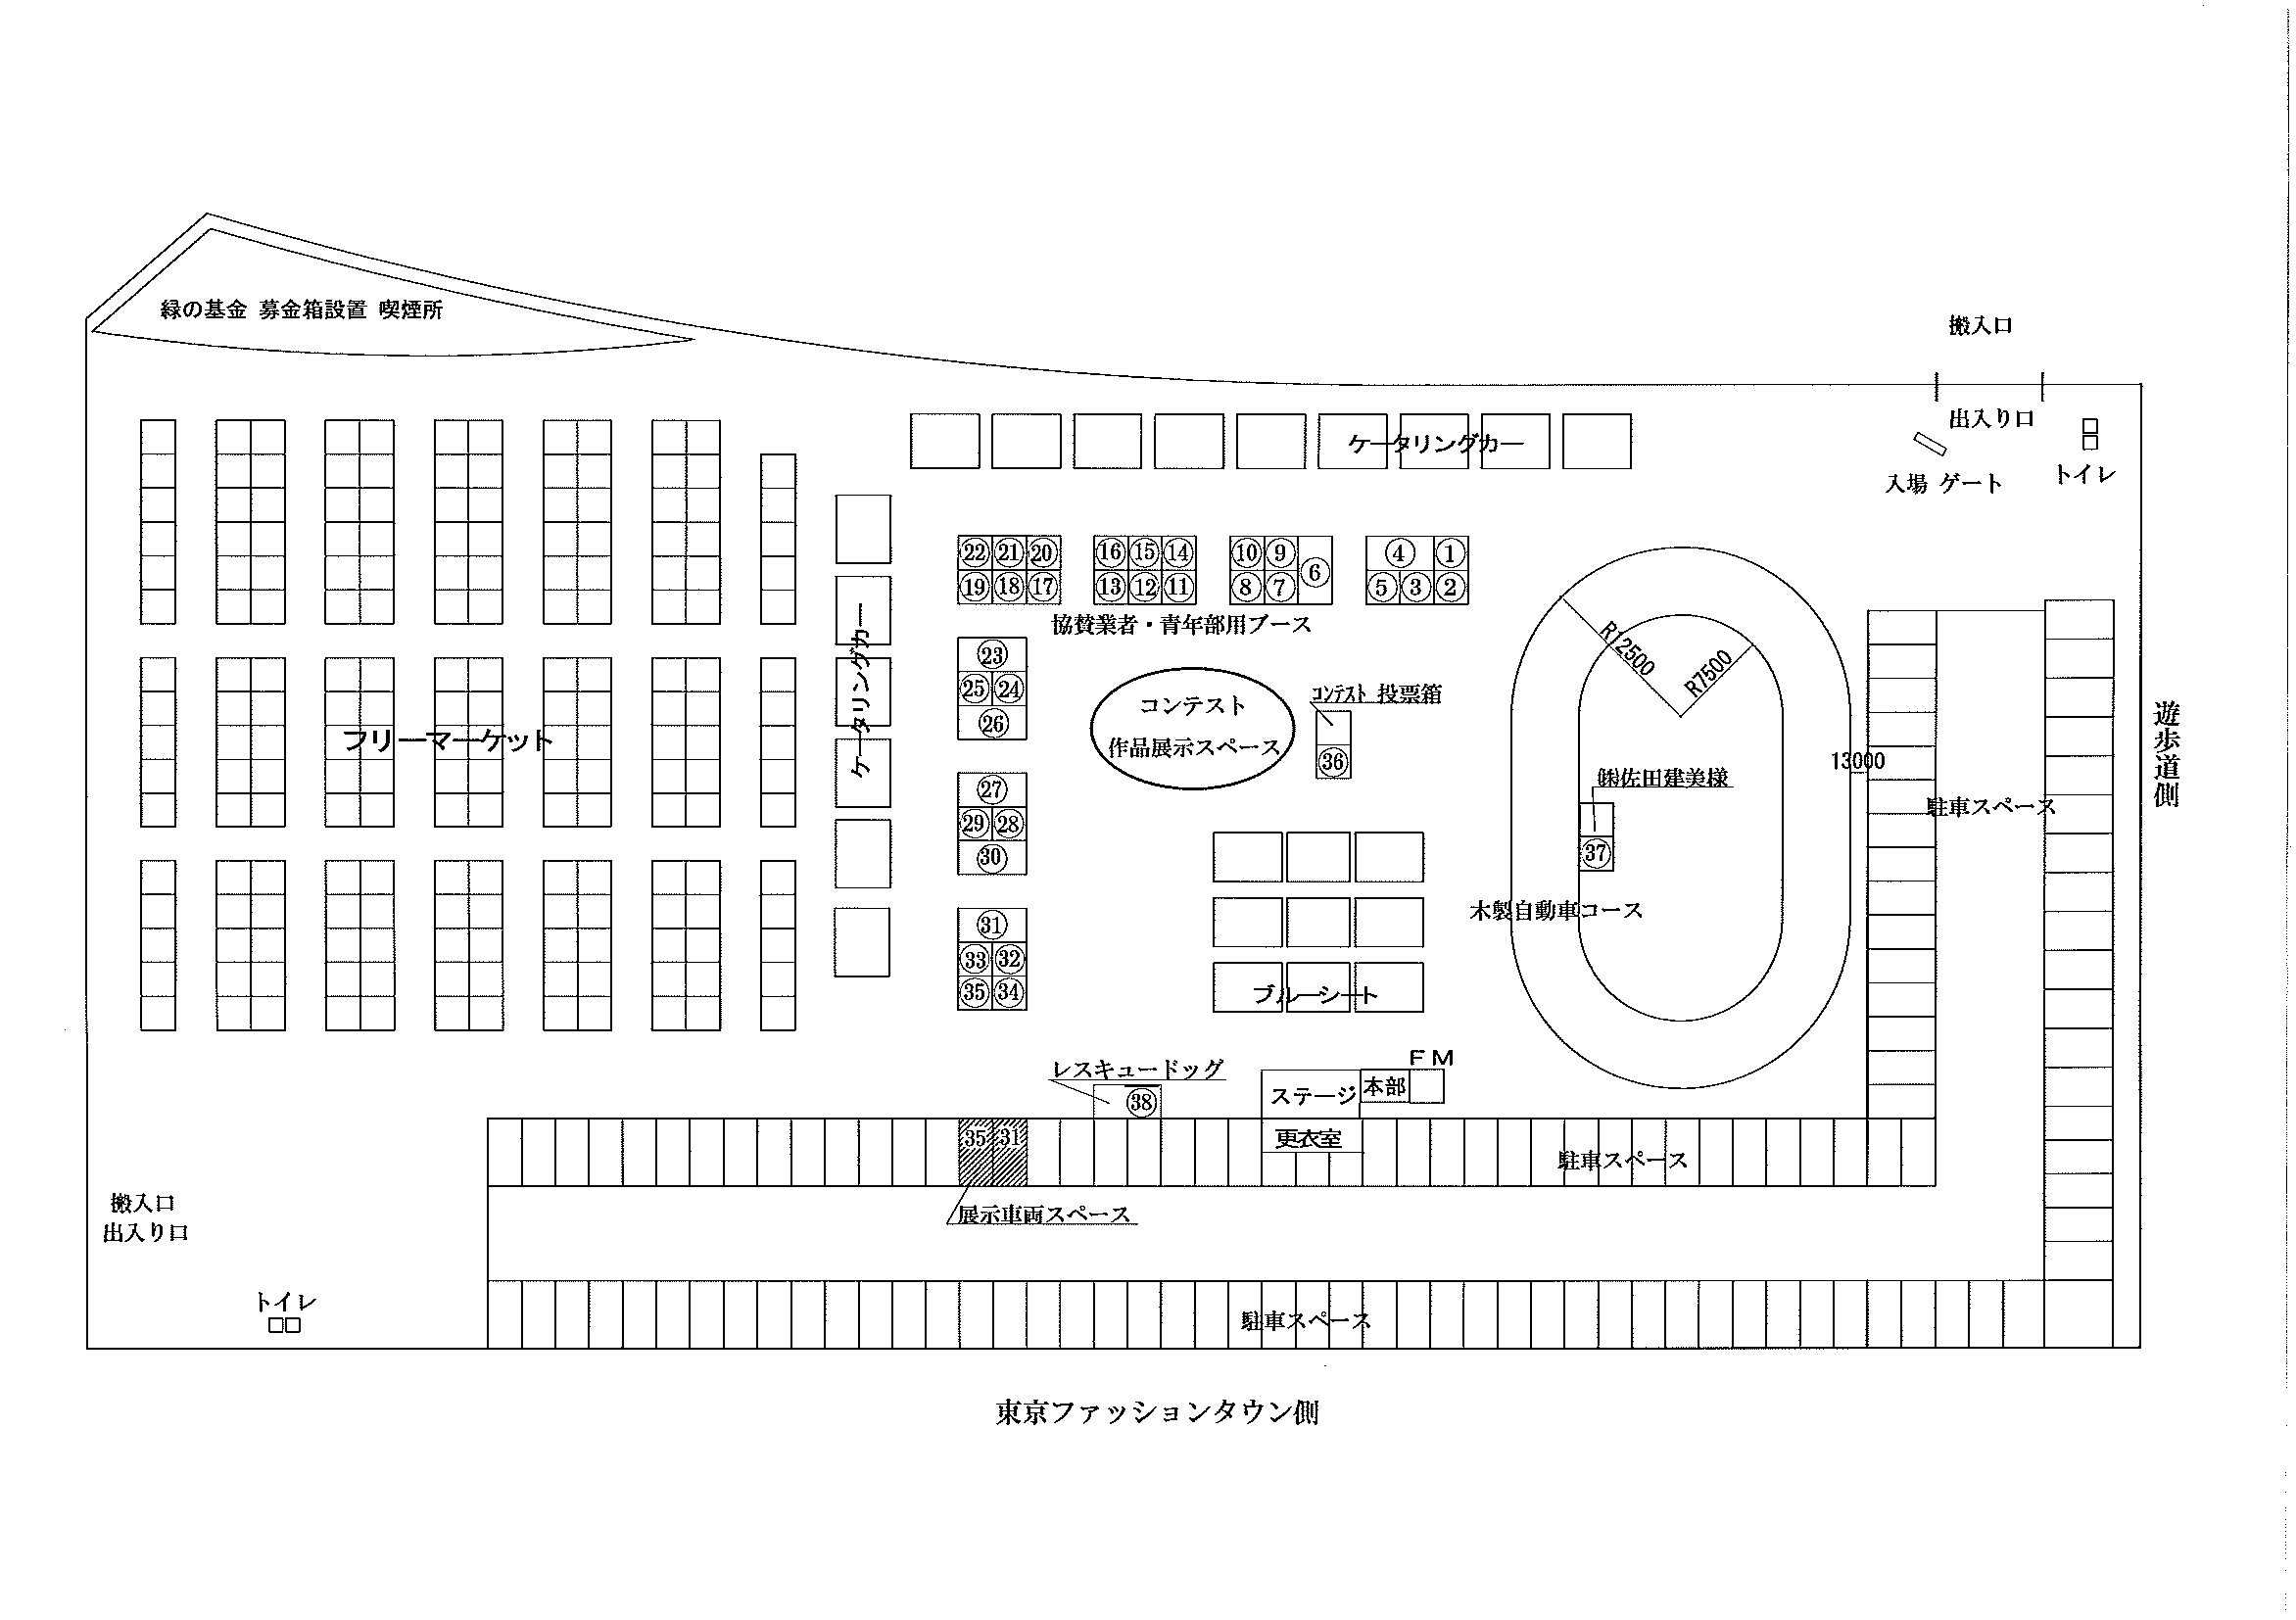 緑の基金 募金箱設置 喫煙所
搬入口
出入り口
入場 ゲート
トイレ
ケータリングカー
㉒ ㉑ ⑳ ⑯ ⑮ ⑭ ⑩ ⑨ ⑥ ④ ①
⑲ ⑱ ⑰ ⑬ ⑫ ⑪ ⑧ ⑦ ⑤ ③ ②
協賛業者・青年部用ブース
ケータリングカー
㉓
㉕ ㉔
㉖
コンテスト
作品展示スペース
コンテスト 投票箱
㊱
R12500
R7500
13000
フリーマーケット
㈱佐田建美様
㊲
駐車スペース
遊歩道側
㉗
㉙ ㉘
㉚
木製自動車コース
㉛
㉝ ㉜
㉟ ㉞
ブルーシート
レスキュードッグ
㊳
ステージ
本部
FM
35 31
更衣室
駐車スペース
展示車両スペース
搬入口
出入り口
トイレ
駐車スペース
東京ファッションタウン側